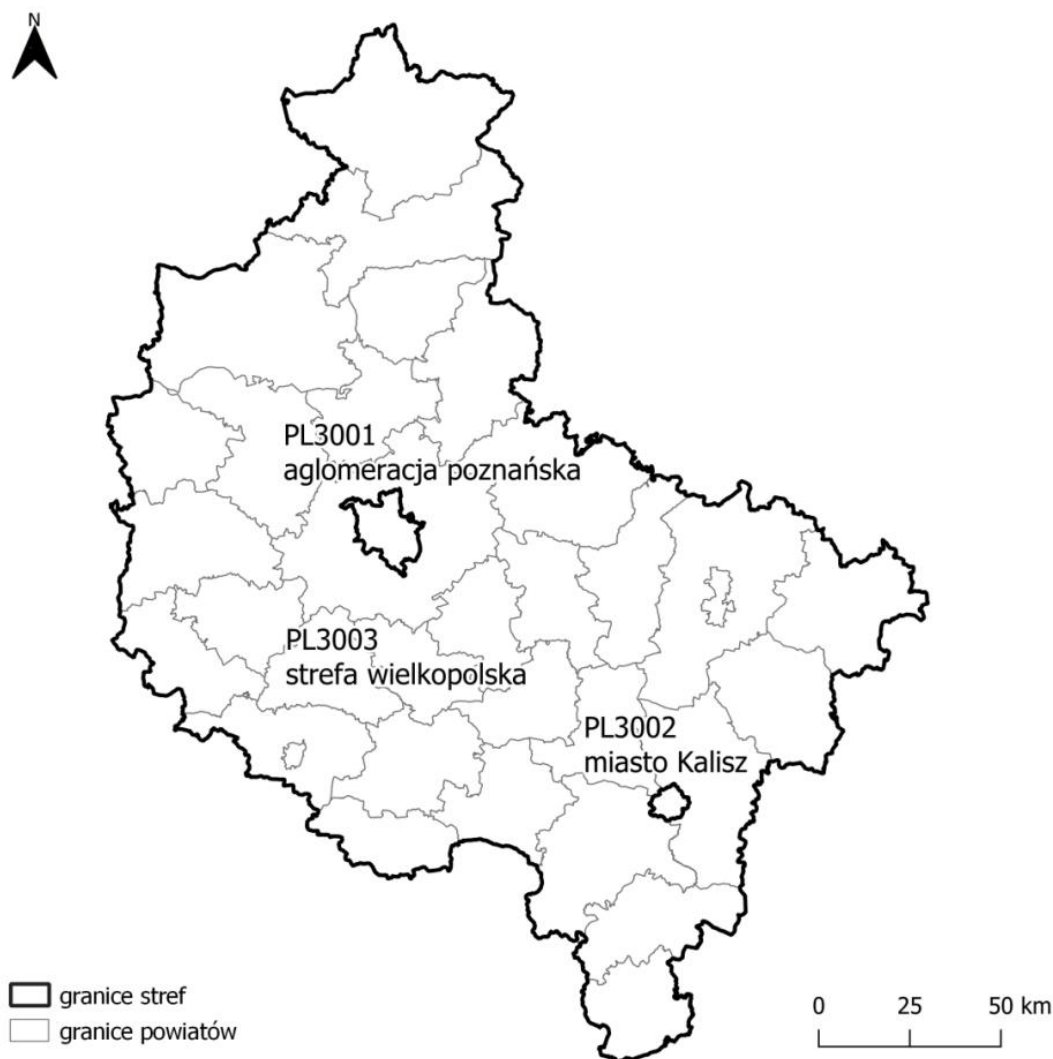 N
PL3001
aglomeracja poznańska
PL3003
strefa wielkopolska
PL3002
miasto Kalisz
granice stref
granice powiatów
0 25 50 km